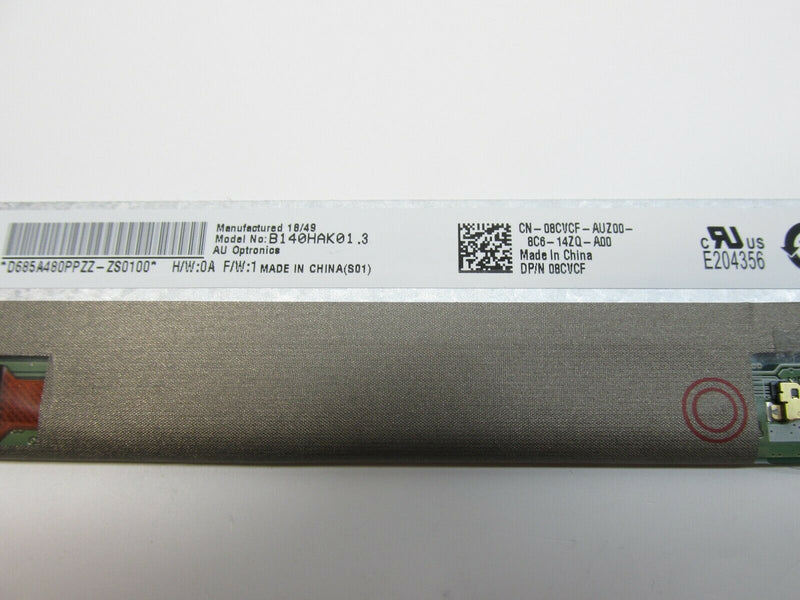 Manufactured 18/49
Model No: B140HAK01.3
AU Optronics
*D685A480PPZZ-ZS0100* H/W:0A F/W:1 MADE IN CHINA(S01)
CN-08CVCF-AUZ00-
8C6-14ZQ-A00
Made In China
DP/N 08CVCF
c RU US
E204356